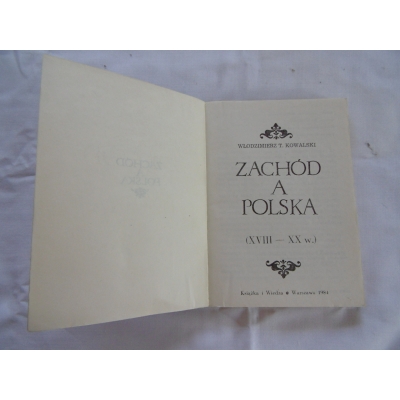 WŁODZIMIERZ T. KOWALSKI
ZACHÓD
A
POLSKA
(XVIII — XX w.)
Książka i Wiedza ★ Warszawa 1984